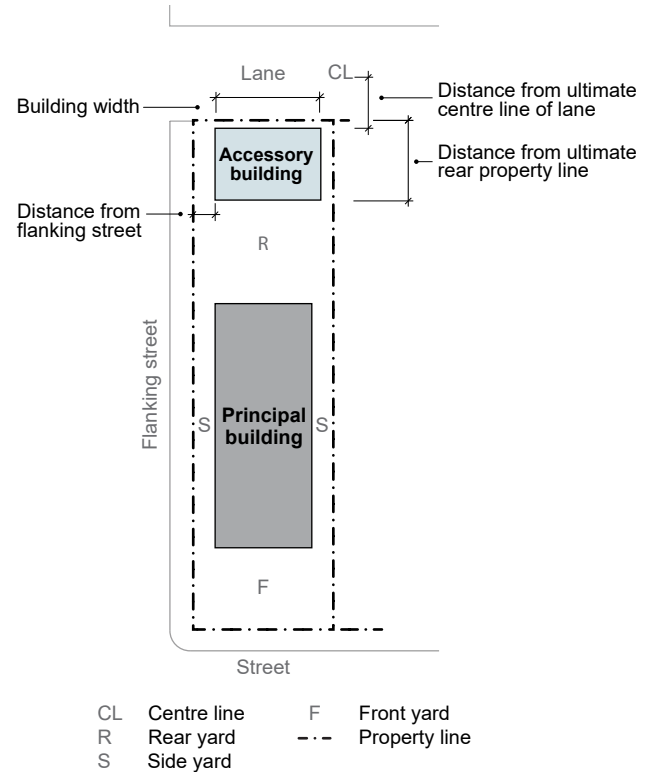 Lane
CL
Building width
Distance from ultimate
centre line of lane
Accessory
building
Distance from ultimate
rear property line
Distance from
flanking street
R
Flanking street
S
Principal
building
S
F
Street
CL Centre line
R Rear yard
S Side yard
F Front yard
Property line